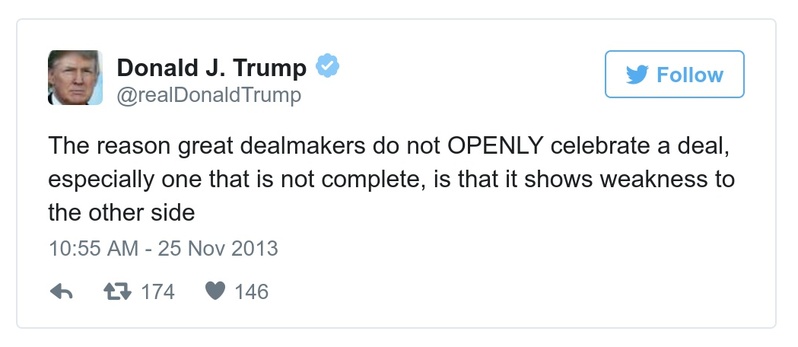 Donald J. Trump
@realDonaldTrump
Follow
The reason great dealmakers do not OPENLY celebrate a deal,
especially one that is not complete, is that it shows weakness to
the other side
10:55 AM - 25 Nov 2013
174 146